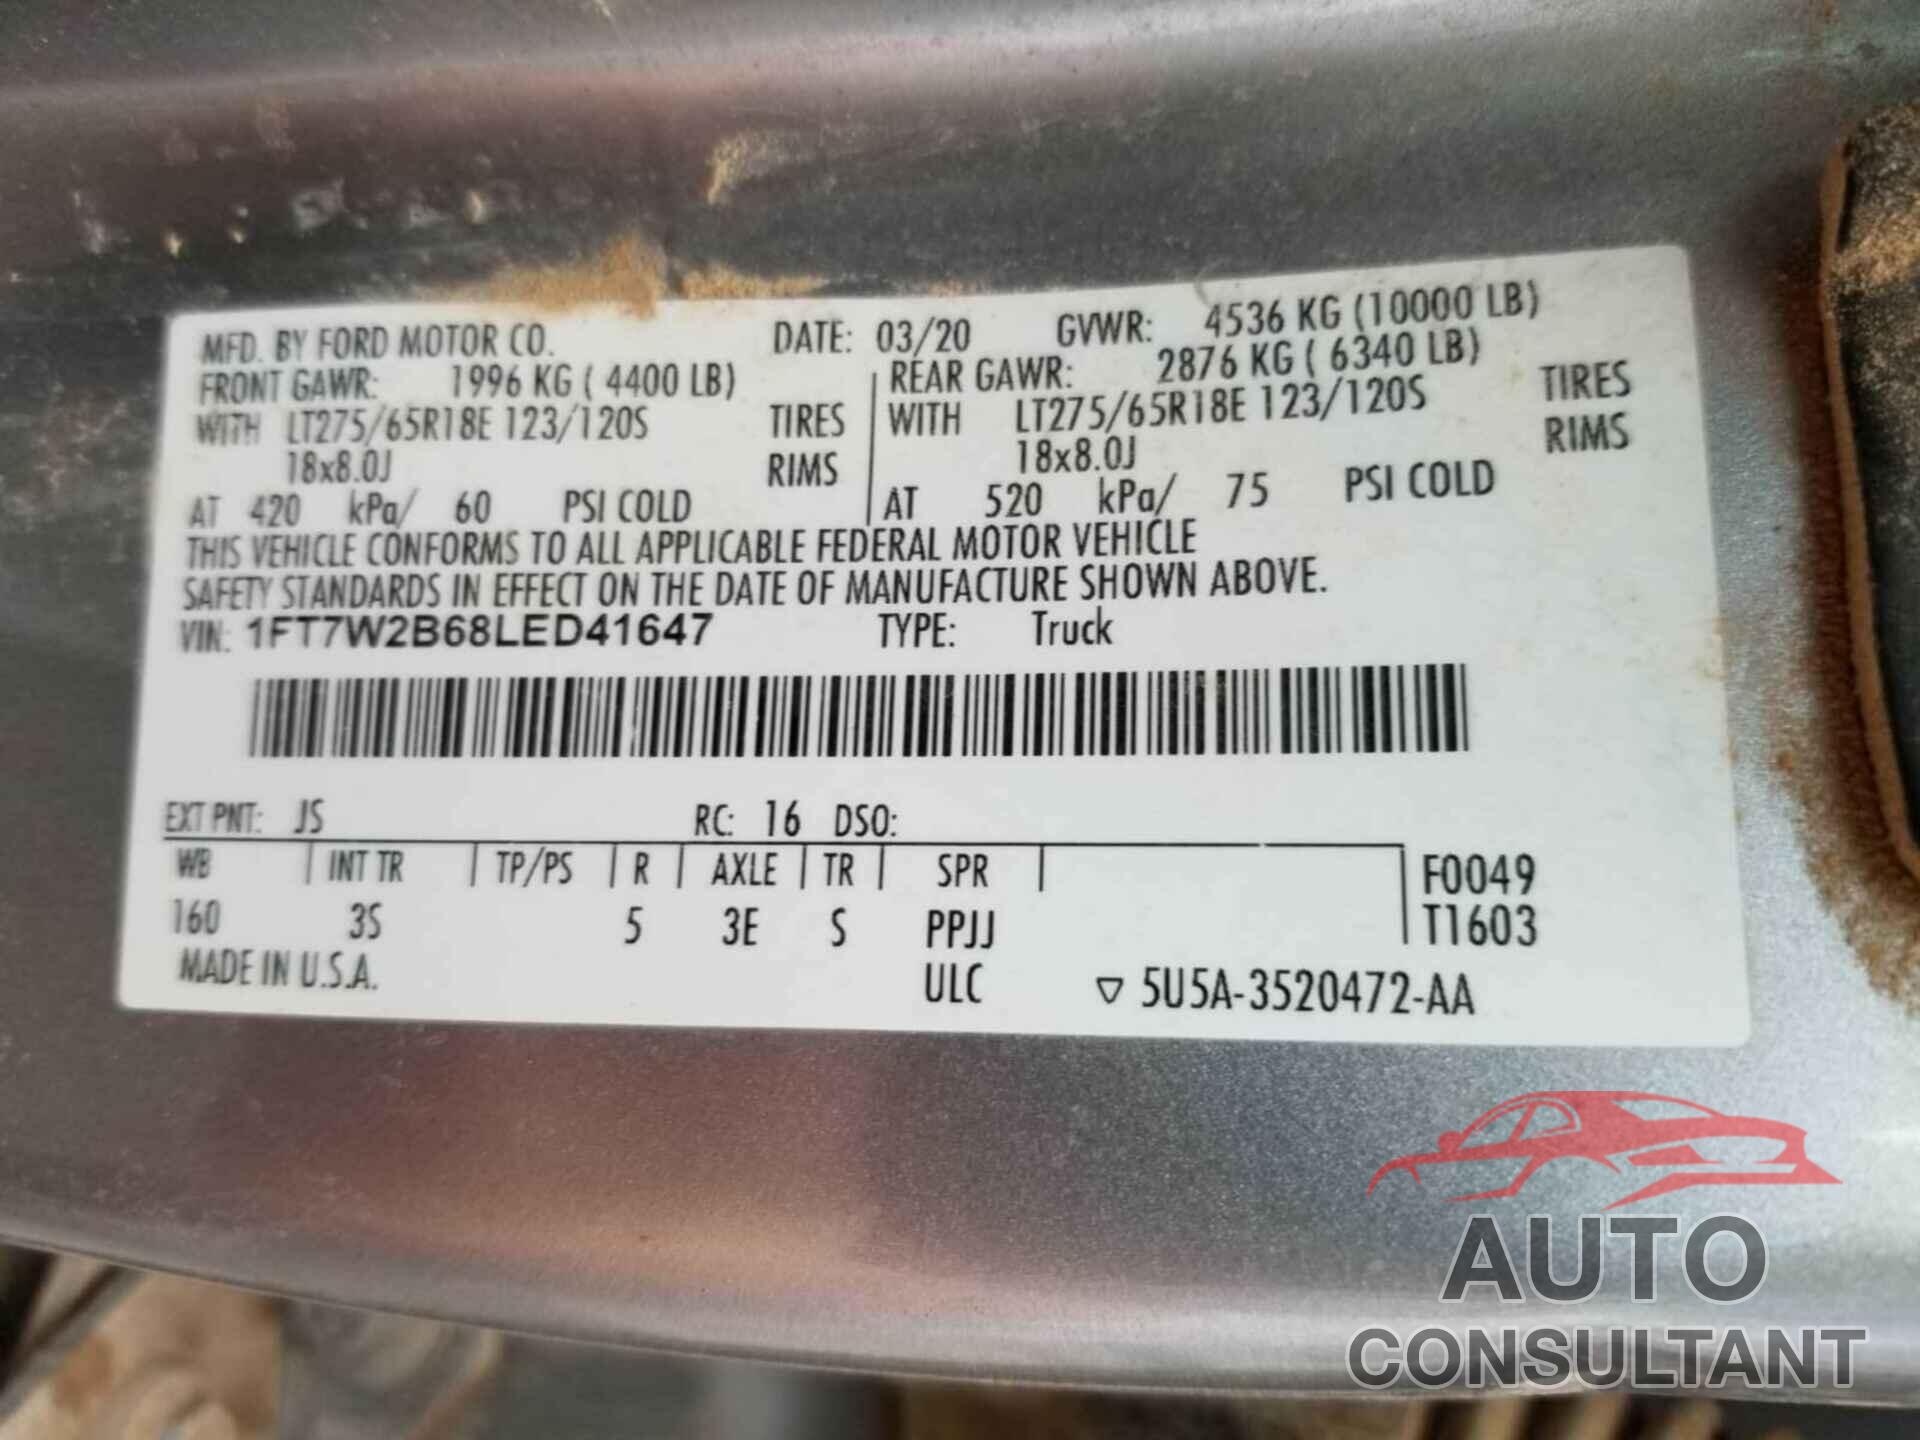 MFD. BY FORD MOTOR CO. DATE: 03/20 GVWR: 4536 KG (10000 LB)
FRONT GAWR: 1996 KG ( 4400 LB) REAR GAWR: 2876 KG ( 6340 LB)
WITH LT275/65R18E 123/120S TIRES WITH LT275/65R18E 123/120S TIRES
18x8.0J RIMS 18x8.0J RIMS
AT 420 kPa/ 60 PSI COLD AT 520 kPa/ 75 PSI COLD
THIS VEHICLE CONFORMS TO ALL APPLICABLE FEDERAL MOTOR VEHICLE
SAFETY STANDARDS IN EFFECT ON THE DATE OF MANUFACTURE SHOWN ABOVE.
VIN: 1FT7W2B68LED41647 TYPE: Truck
EXT PNT: JS RC: 16 DSO:
WB INT TR TP/PS R AXLE TR SPR F0049
160 3S 5 3E S PPJJ T1603
MADE IN U.S.A. ULC ▽ 5U5A-3520472-AA
AUTO
CONSULTANT